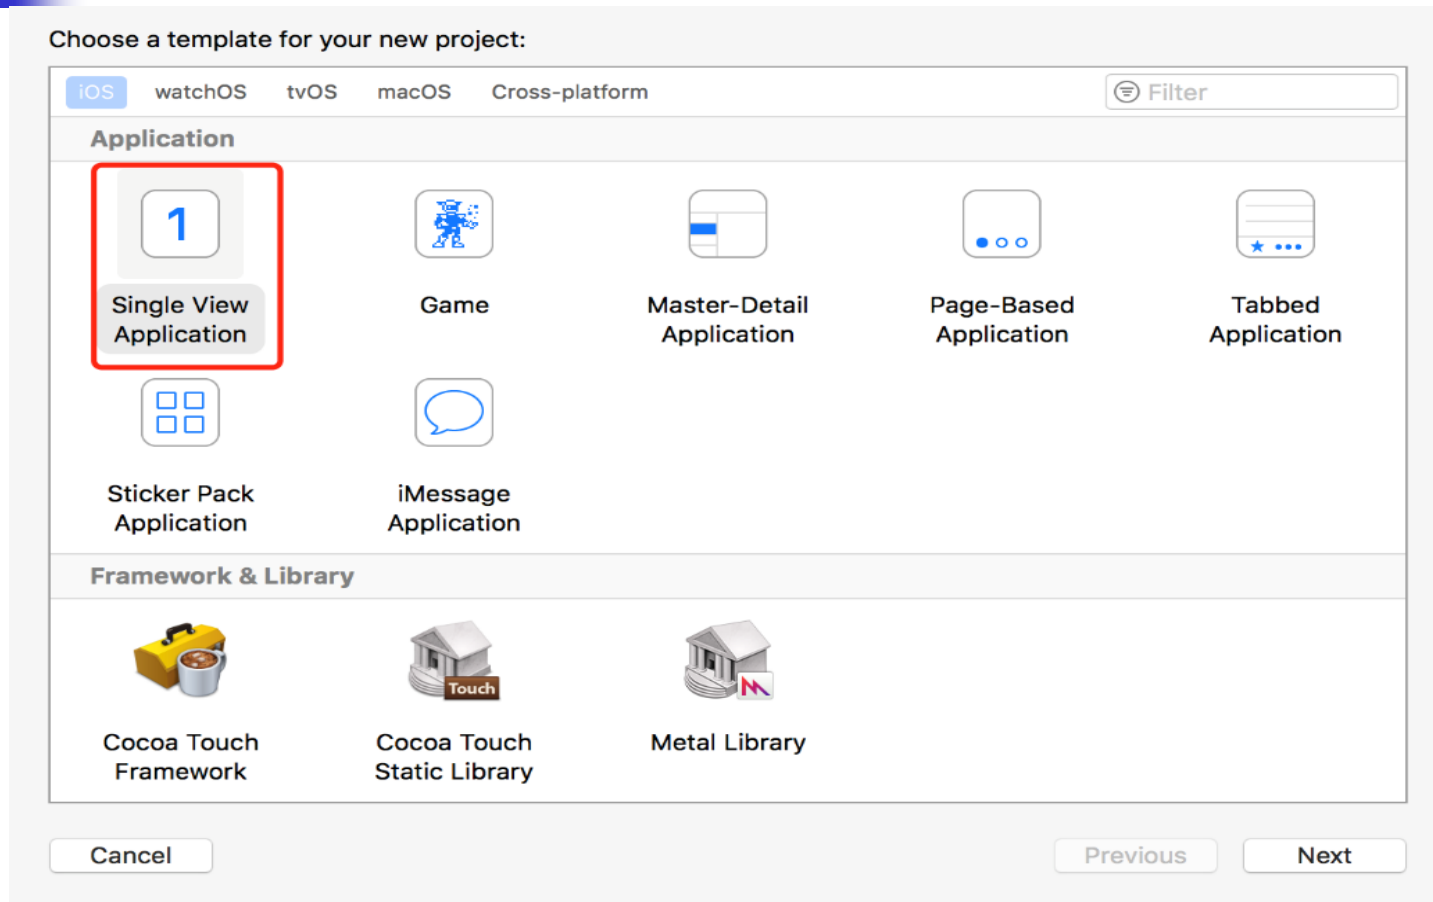 Choose a template for your new project:
iOS watchOS tvOS macOS Cross-platform Filter
Application
1
Single View Application
Game
Master-Detail Application
Page-Based Application
Tabbed Application
Sticker Pack Application
iMessage Application
Framework & Library
Touch
Cocoa Touch Framework
Cocoa Touch Static Library
Metal Library
Cancel Previous Next